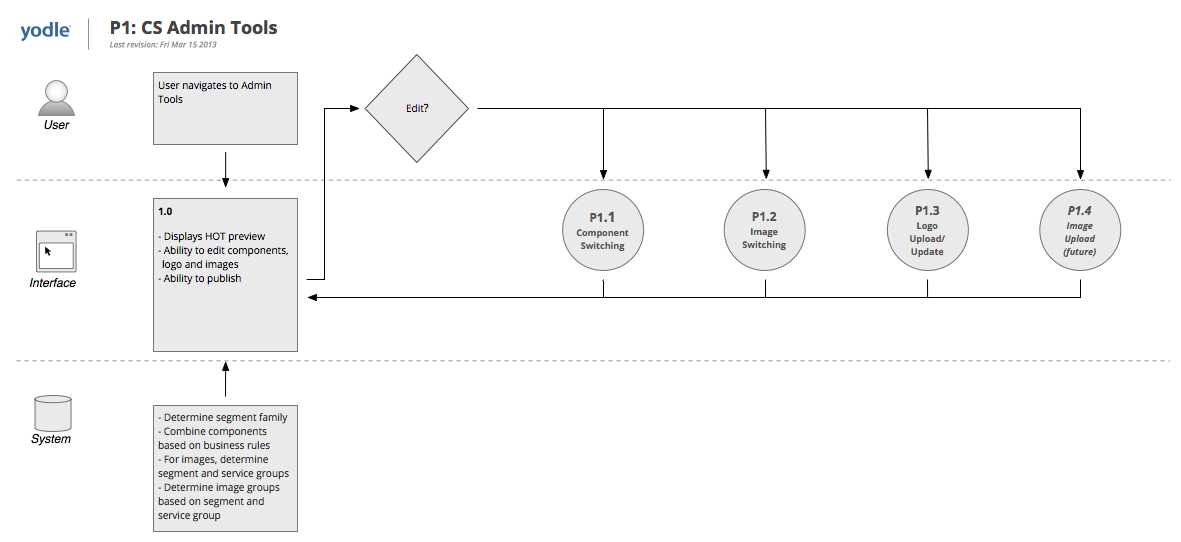 yodle
P1: CS Admin Tools
Last revision: Fri Mar 15 2013
User
User navigates to Admin
Tools
Edit?
Interface
1.0
- Displays HOT preview
- Ability to edit components,
logo and images
- Ability to publish
P1.1
Component
Switching
P1.2
Image
Switching
P1.3
Logo
Upload/
Update
P1.4
Image
Upload
(future)
System
- Determine segment family
- Combine components
based on business rules
- For images, determine
segment and service groups
- Determine image groups
based on segment and
service group